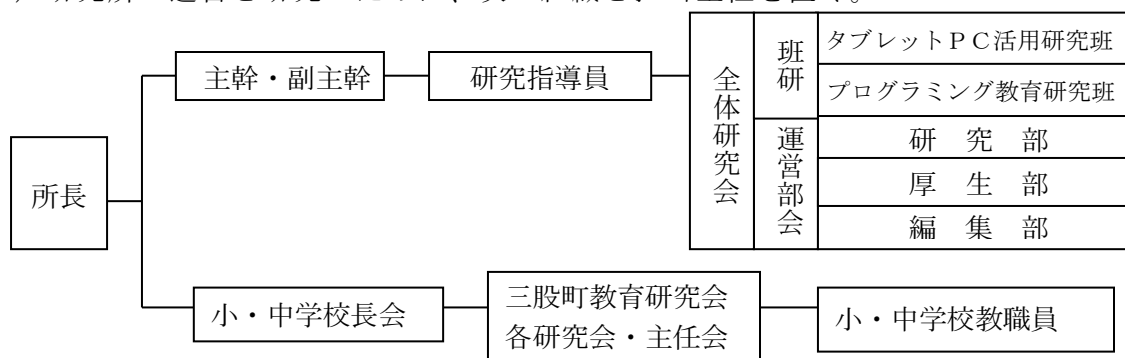 タブレットPC活用研究班
班研
主幹・副主幹
研究指導員
全体研究会
プログラミング教育研究班
所長
運営部会
研究部
厚生部
編集部
小・中学校長会
三股町教育研究会
各研究会・主任会
小・中学校教職員